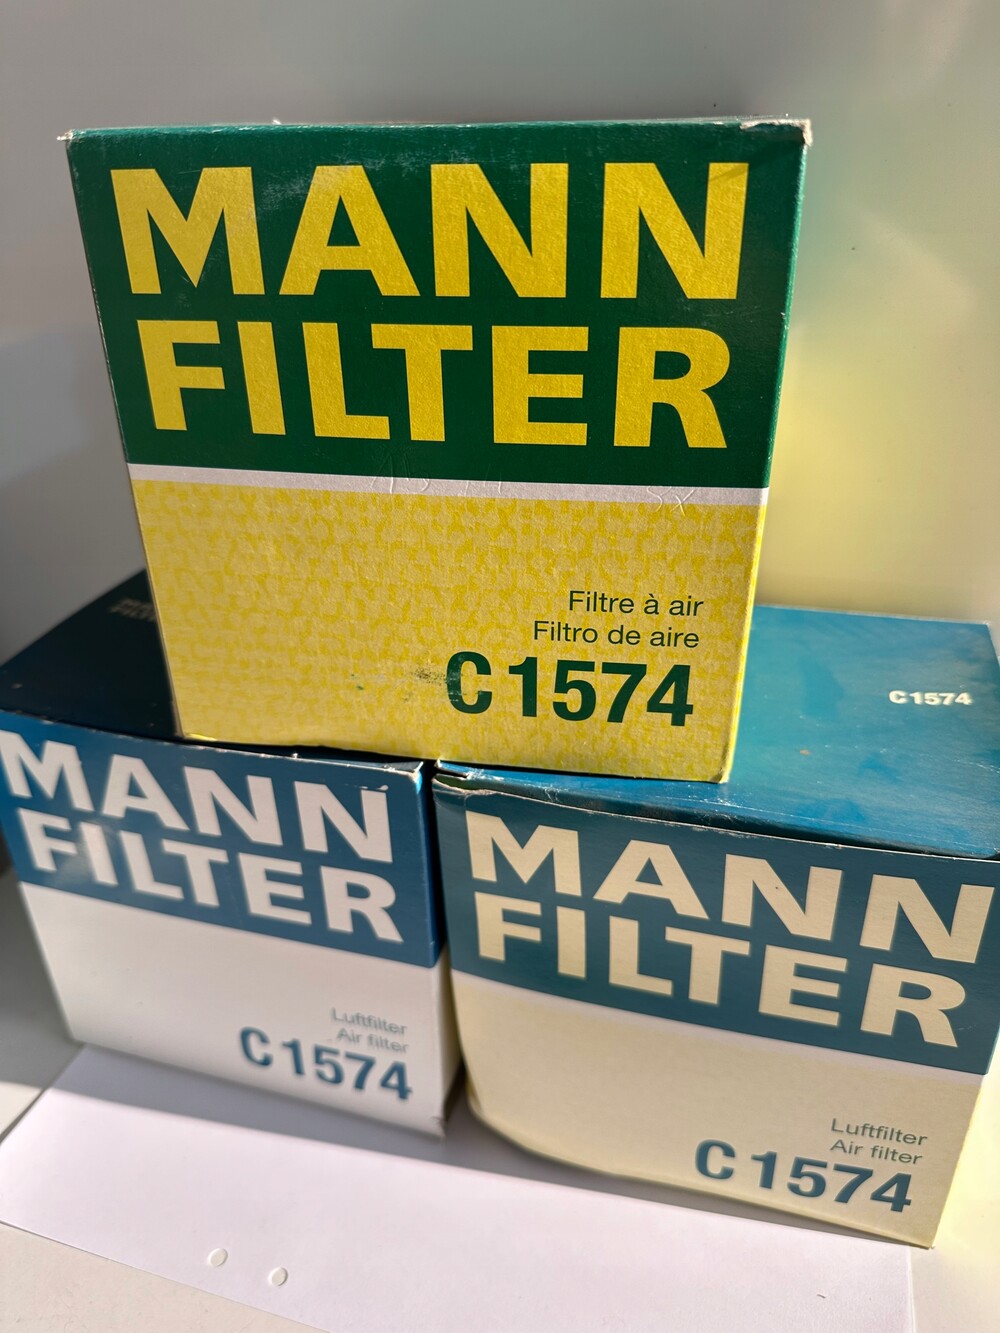 MANN
FILTER
Filtre à air
Filtro de aire
C 1574
C 1574
MANN
FILTER
Luftfilter
Air filter
C 1574
MANN
FILTER
Luftfilter
Air filter
C 1574